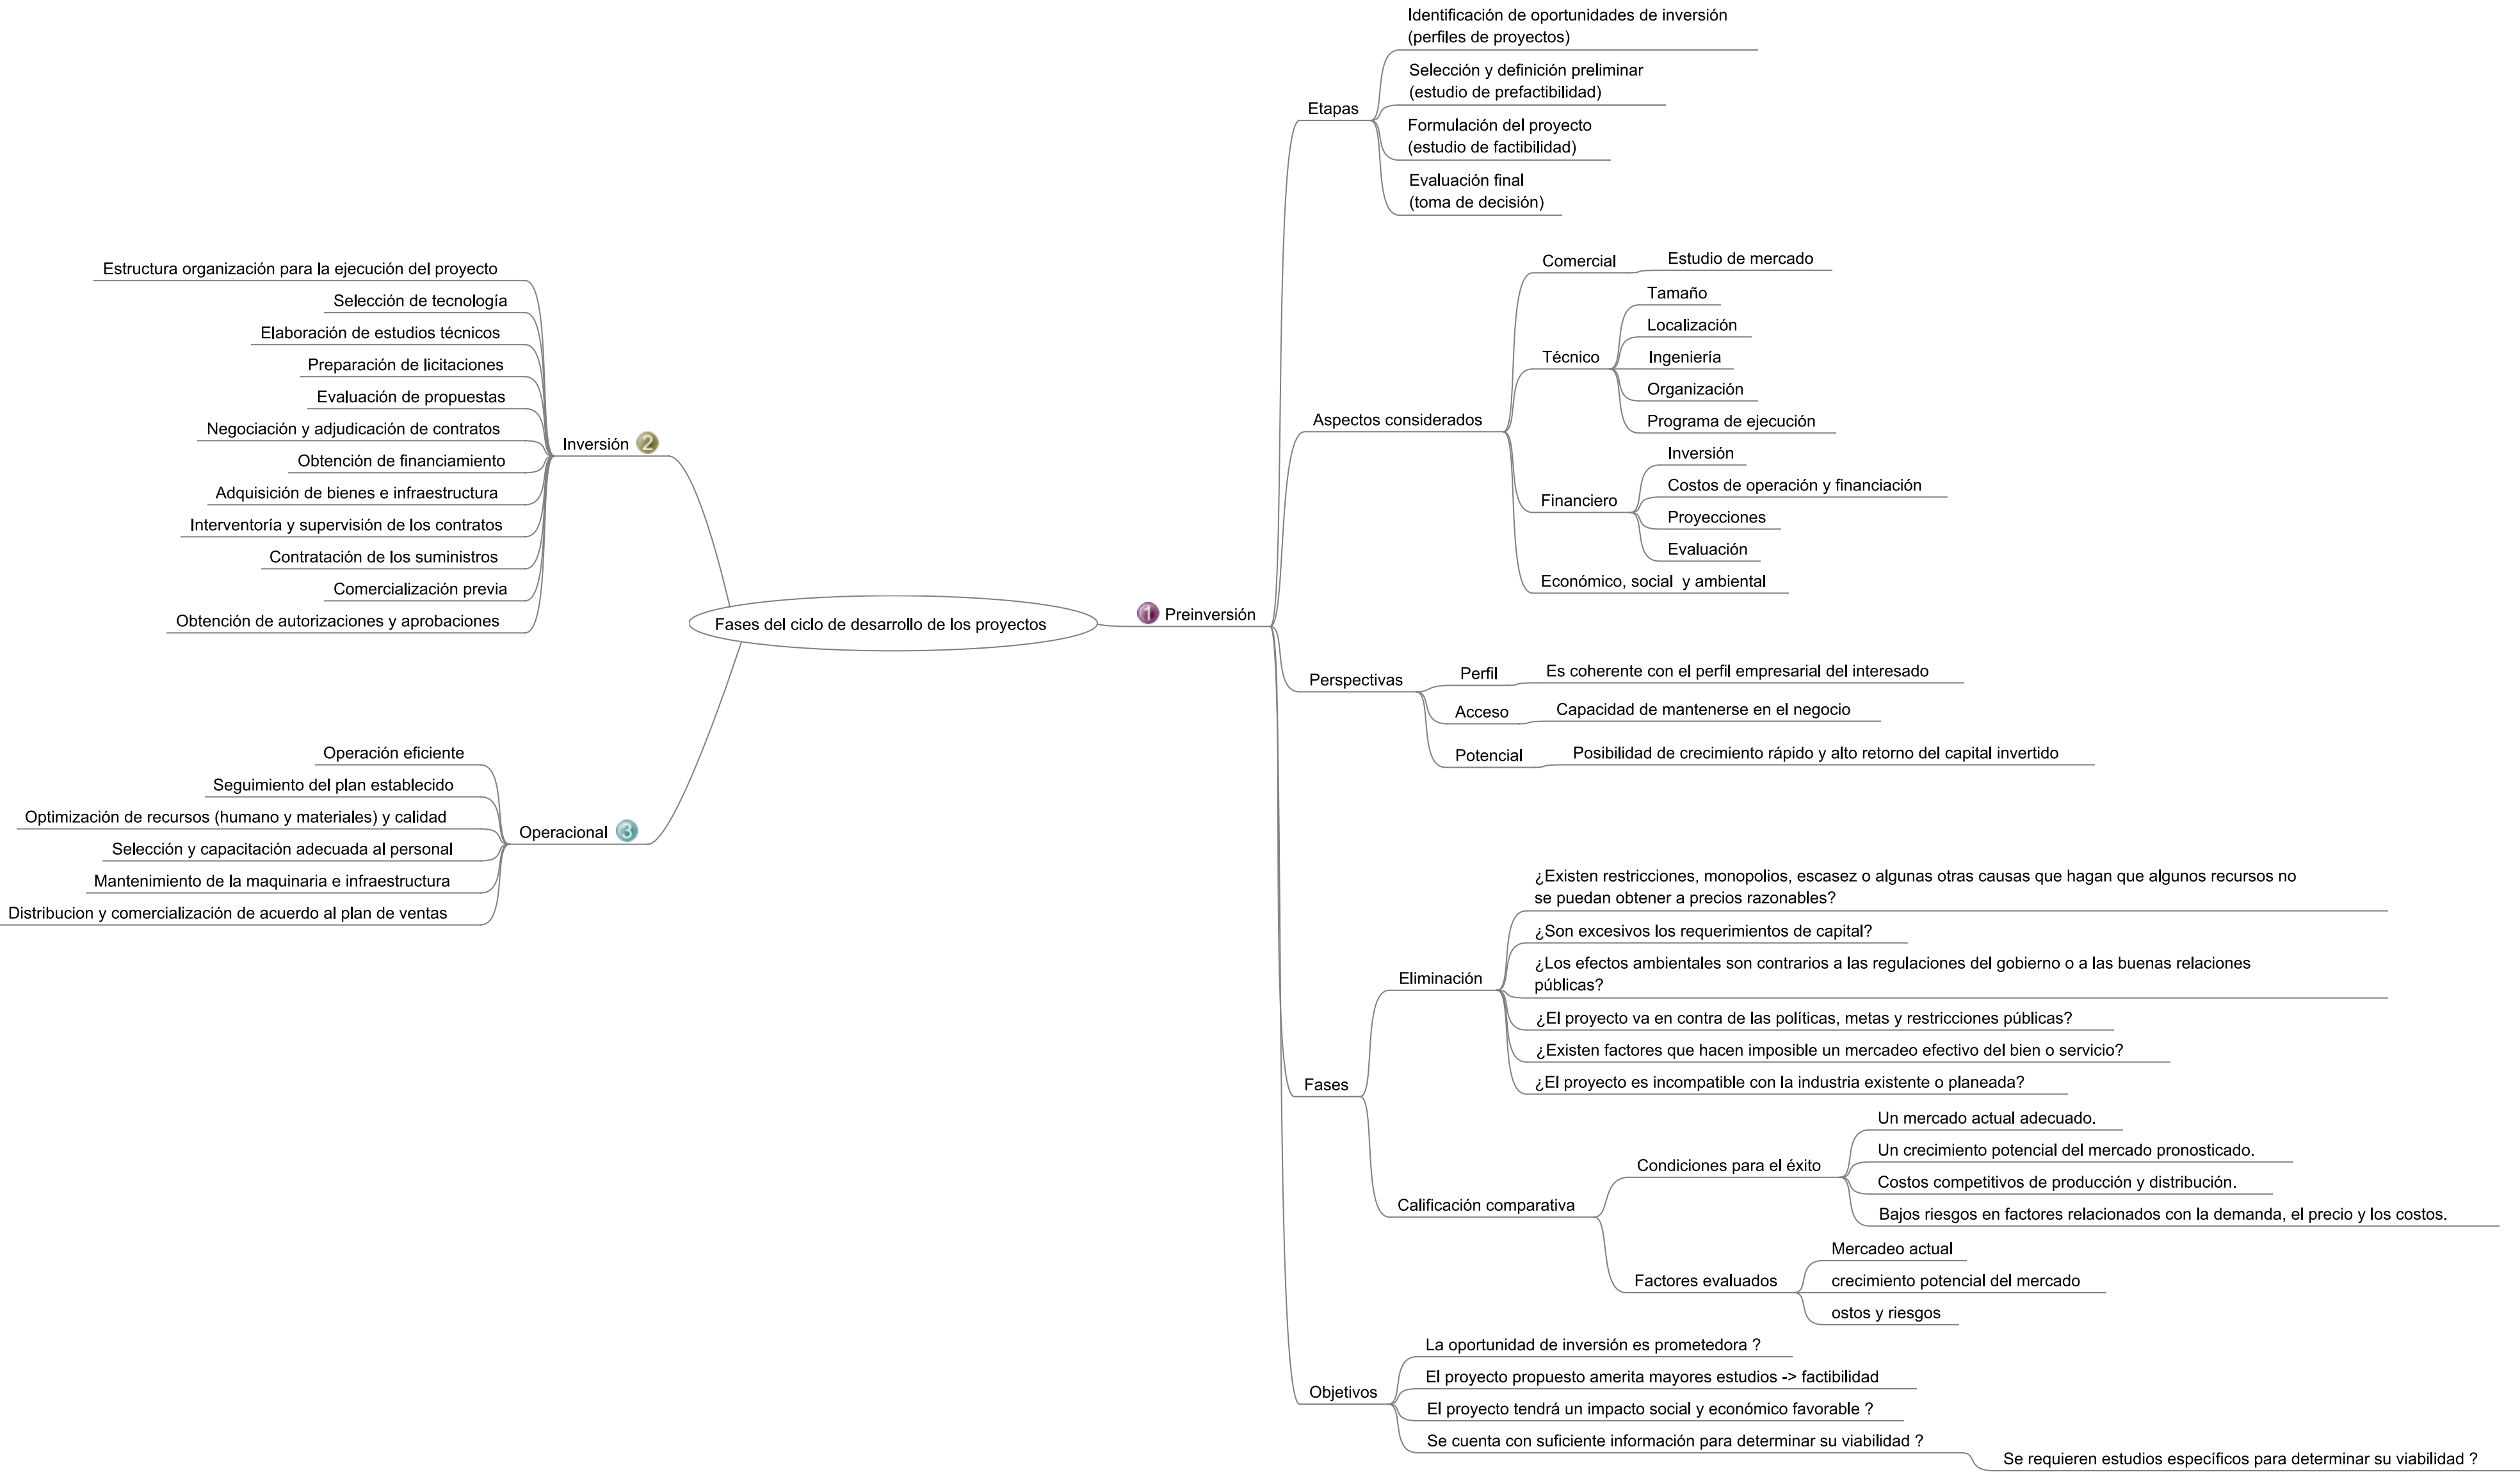 Fases del ciclo de desarrollo de los proyectos
1 Preinversión
Etapas
Identificación de oportunidades de inversión
(perfiles de proyectos)
Selección y definición preliminar
(estudio de prefactibilidad)
Formulación del proyecto
(estudio de factibilidad)
Evaluación final
(toma de decisión)
Aspectos considerados
Comercial
Estudio de mercado
Técnico
Tamaño
Localización
Ingeniería
Organización
Programa de ejecución
Financiero
Inversión
Costos de operación y financiación
Proyecciones
Evaluación
Económico, social y ambiental
Perspectivas
Perfil
Es coherente con el perfil empresarial del interesado
Acceso
Capacidad de mantenerse en el negocio
Potencial
Posibilidad de crecimiento rápido y alto retorno del capital invertido
Fases
Eliminación
¿Existen restricciones, monopolios, escasez o algunas otras causas que hagan que algunos recursos no
se puedan obtener a precios razonables?
¿Son excesivos los requerimientos de capital?
¿Los efectos ambientales son contrarios a las regulaciones del gobierno o a las buenas relaciones
públicas?
¿El proyecto va en contra de las políticas, metas y restricciones públicas?
¿Existen factores que hacen imposible un mercadeo efectivo del bien o servicio?
¿El proyecto es incompatible con la industria existente o planeada?
Calificación comparativa
Condiciones para el éxito
Un mercado actual adecuado.
Un crecimiento potencial del mercado pronosticado.
Costos competitivos de producción y distribución.
Bajos riesgos en factores relacionados con la demanda, el precio y los costos.
Factores evaluados
Mercadeo actual
crecimiento potencial del mercado
ostos y riesgos
Objetivos
La oportunidad de inversión es prometedora ?
El proyecto propuesto amerita mayores estudios -> factibilidad
El proyecto tendrá un impacto social y económico favorable ?
Se cuenta con suficiente información para determinar su viabilidad ?
Se requieren estudios específicos para determinar su viabilidad ?
Inversión 2
Estructura organización para la ejecución del proyecto
Selección de tecnología
Elaboración de estudios técnicos
Preparación de licitaciones
Evaluación de propuestas
Negociación y adjudicación de contratos
Obtención de financiamiento
Adquisición de bienes e infraestructura
Interventoría y supervisión de los contratos
Contratación de los suministros
Comercialización previa
Obtención de autorizaciones y aprobaciones
Operacional 3
Operación eficiente
Seguimiento del plan establecido
Optimización de recursos (humano y materiales) y calidad
Selección y capacitación adecuada al personal
Mantenimiento de la maquinaria e infraestructura
Distribucion y comercialización de acuerdo al plan de ventas